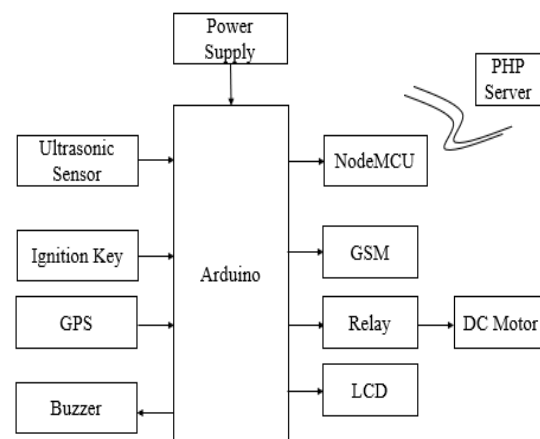 Power
Supply
PHP
Server
Ultrasonic
Sensor
NodeMCU
Ignition Key
Arduino
GSM
GPS
Relay
DC Motor
Buzzer
LCD